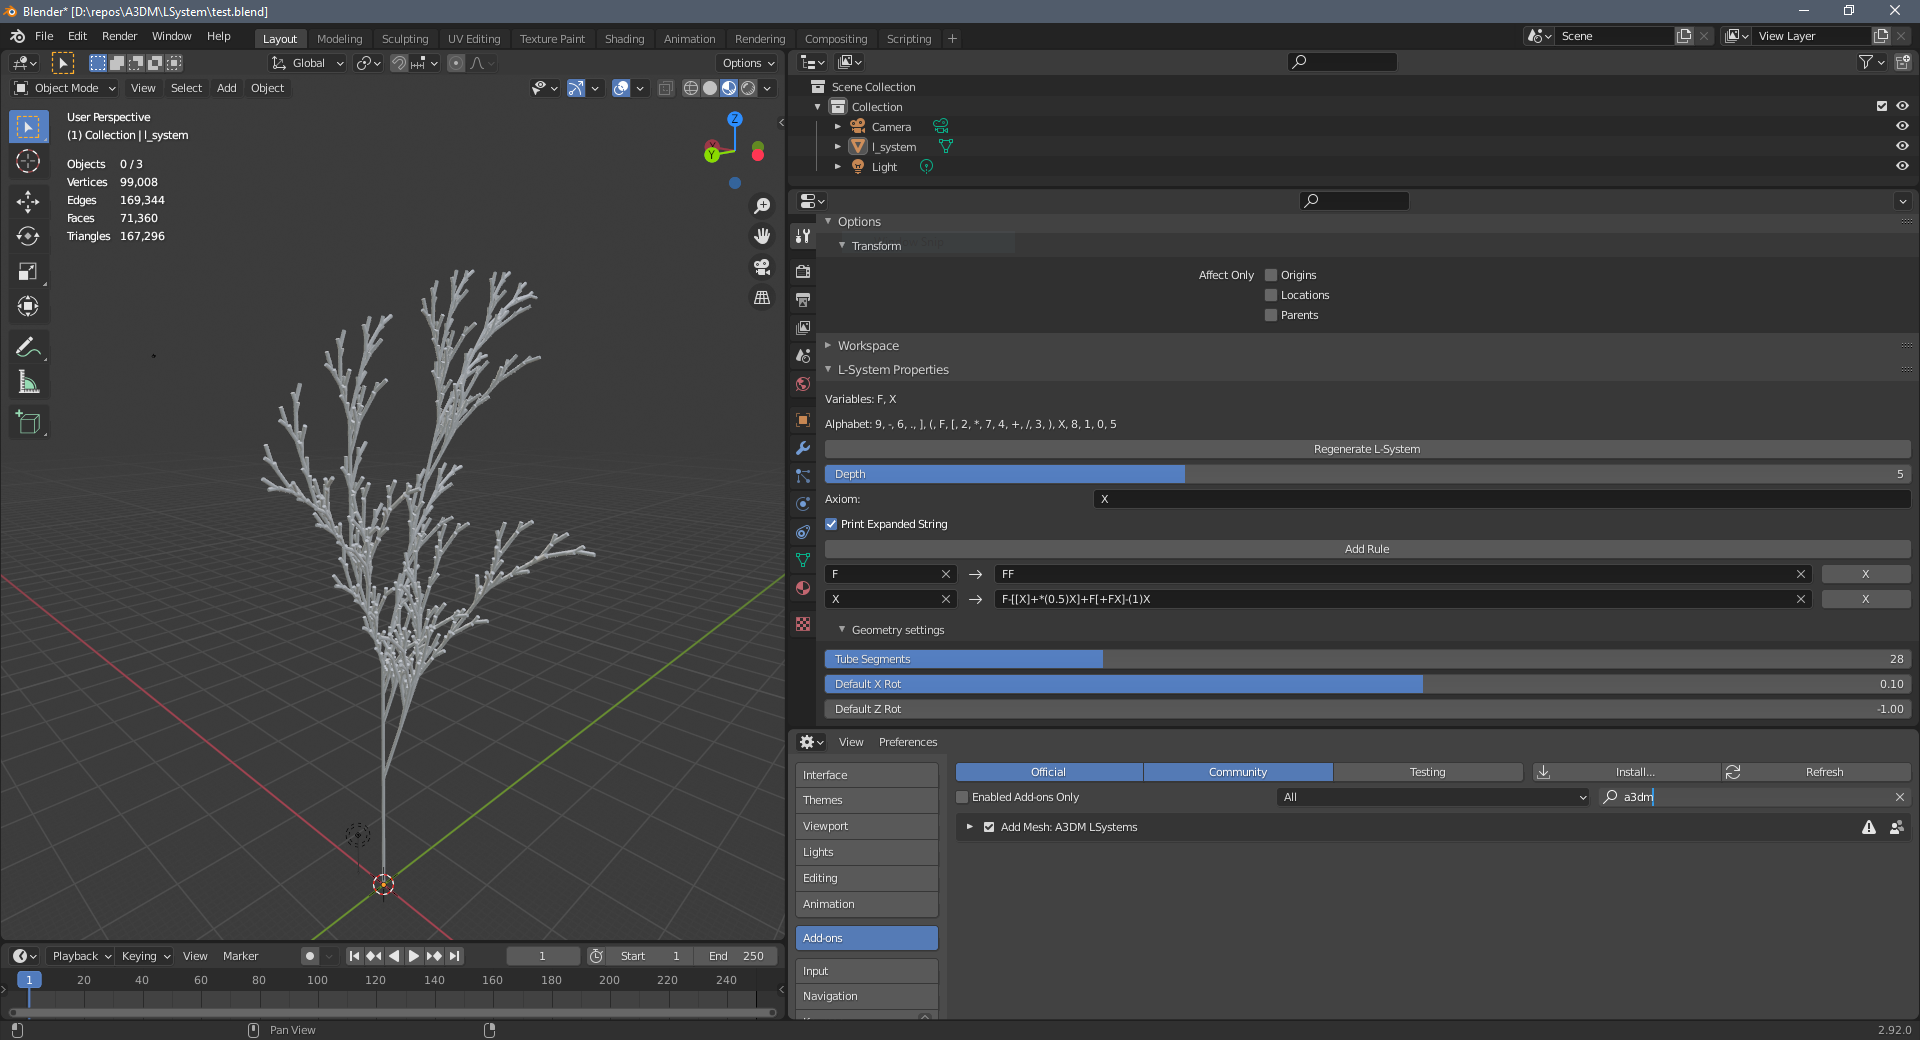 Blender* [D:\repos\A3DM\LSystem\test.blend]
File Edit Render Window Help Layout Modeling Sculpting UV Editing Texture Paint Shading Animation Rendering Compositing Scripting + Scene View Layer
Global Options
Object Mode View Select Add Object
User Perspective
(1) Collection | l_system
Objects 0 / 3
Vertices 99,008
Edges 169,344
Faces 71,360
Triangles 167,296
Z
Y
Scene Collection
Collection
Camera
l_system
Light
Options
Transform
Affect Only Origins
Locations
Parents
Workspace
L-System Properties
Variables: F, X
Alphabet: 9, -, 6, ., ], (, F, [, 2, *, 7, 4, +, /, 3, ), X, 8, 1, 0, 5
Regenerate L-System
Depth 5
Axiom: X
Print Expanded String
Add Rule
F → FF X
X → F-[[X]+*(0.5)X]+F[+FX]-(1)X X
Geometry settings
Tube Segments 28
Default X Rot 0.10
Default Z Rot -1.00
View Preferences
Interface
Themes
Viewport
Lights
Editing
Animation
Add-ons
Input
Navigation
Official Community Testing Install... Refresh
Enabled Add-ons Only All a3dm
Add Mesh: A3DM LSystems
Playback Keying View Marker 1 Start 1 End 250
1 20 40 60 80 100 120 140 160 180 200 220 240
Pan View 2.92.0